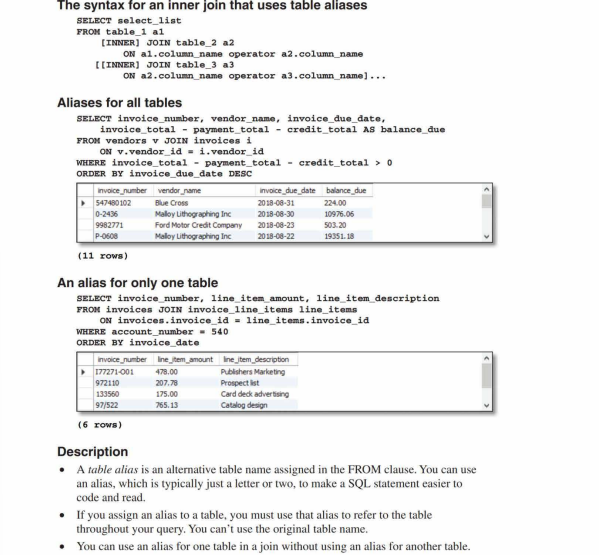 The syntax for an inner join that uses table aliases
SELECT select_list
FROM table_1 a1
[INNER] JOIN table_2 a2
ON a1.column_name operator a2.column_name
[[INNER] JOIN table_3 a3
ON a2.column_name operator a3.column_name]...
Aliases for all tables
SELECT invoice_number, vendor_name, invoice_due_date,
invoice_total - payment_total - credit_total AS balance_due
FROM vendors v JOIN invoices i
ON v.vendor_id = i.vendor_id
WHERE invoice_total - payment_total - credit_total > 0
ORDER BY invoice_due_date DESC
invoice_number vendor_name invoice_due_date balance_due
547480102 Blue Cross 2018-08-31 224.00
0-2436 Malloy Lithographing Inc 2018-08-30 10976.06
9982771 Ford Motor Credit Company 2018-08-23 503.20
P-0608 Malloy Lithographing Inc 2018-08-22 19351.18
(11 rows)
An alias for only one table
SELECT invoice_number, line_item_amount, line_item_description
FROM invoices JOIN invoice_line_items line_items
ON invoices.invoice_id = line_items.invoice_id
WHERE account_number = 540
ORDER BY invoice_date
invoice_number line_item_amount line_item_description
I77271-O01 478.00 Publishers Marketing
972110 207.78 Prospect list
133560 175.00 Card deck advertising
97/522 765.13 Catalog design
(6 rows)
Description
• A table alias is an alternative table name assigned in the FROM clause. You can use
an alias, which is typically just a letter or two, to make a SQL statement easier to
code and read.
• If you assign an alias to a table, you must use that alias to refer to the table
throughout your query. You can't use the original table name.
• You can use an alias for one table in a join without using an alias for another table.